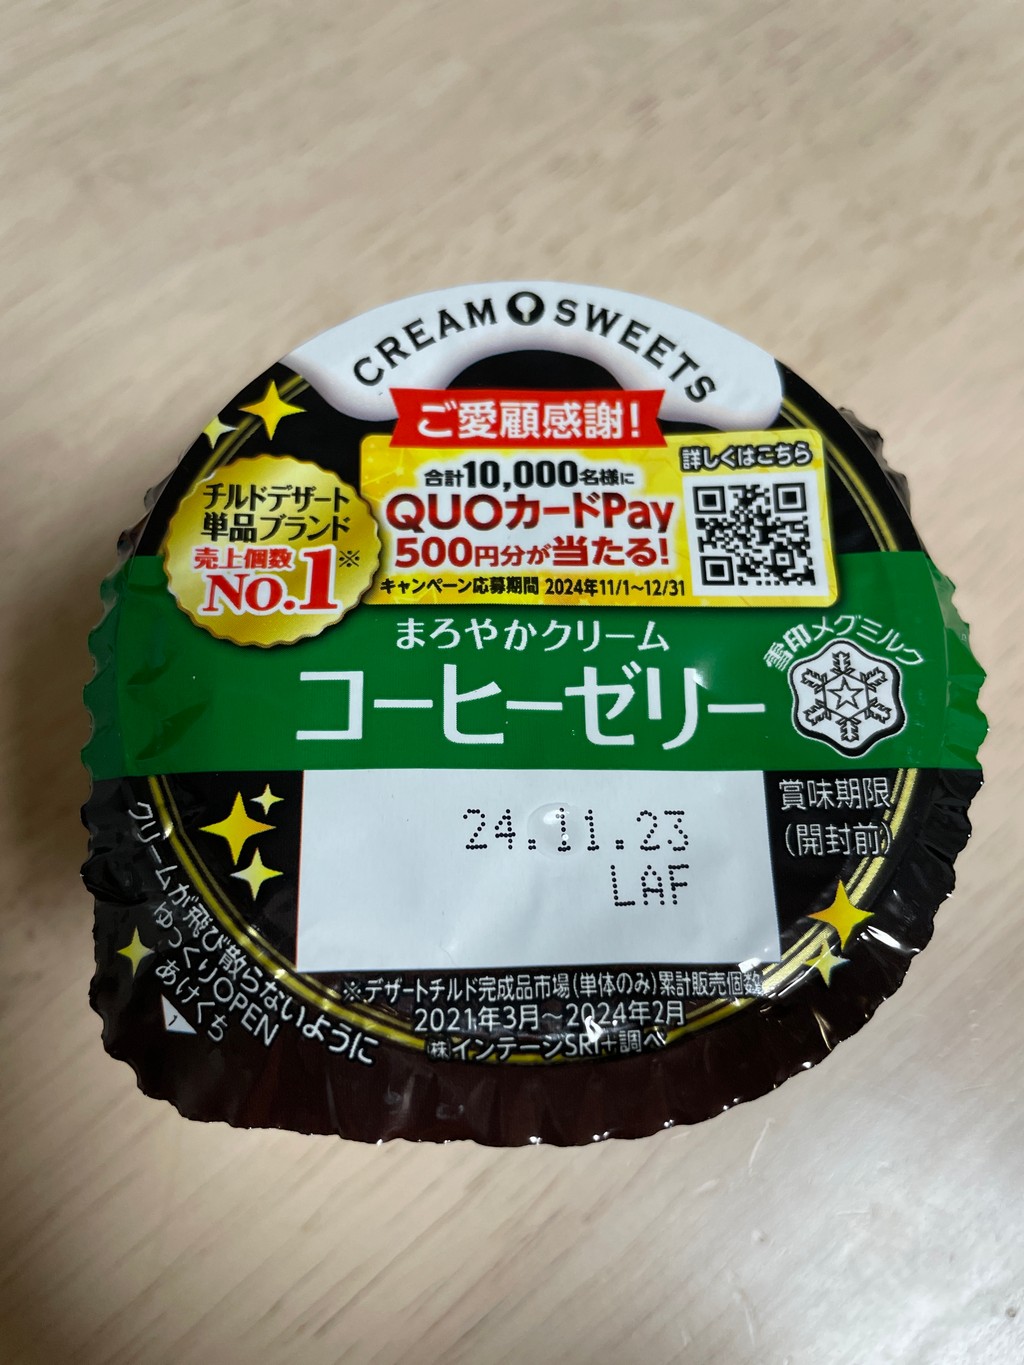 CREAM SWEETS
ご愛顧感謝!
合計10,000名様に
QUOカードPay
500円分が当たる!
キャンペーン応募期間 2024年11/1~12/31
詳しくはこちら
チルドデザート
単品ブランド
売上個数
No.1※
まろやかクリーム
コーヒーゼリー
雪印メグミルク
賞味期限
(開封前)
24.11.23
LAF
クリームが飛び散らないように
ゆっくりOPEN
あけくち
1
※デザートチルド完成品市場(単体のみ)累計販売個数
2021年3月~2024年2月
㈱インテージSRI+調べ